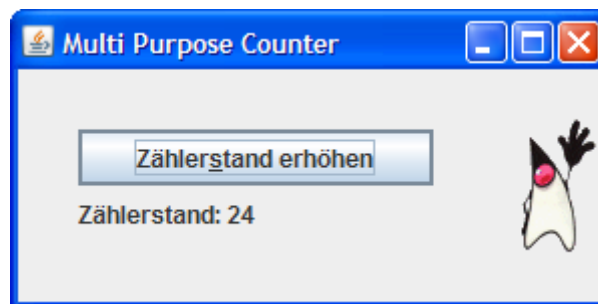 Multi Purpose Counter
Zählerstand erhöhen
Zählerstand: 24